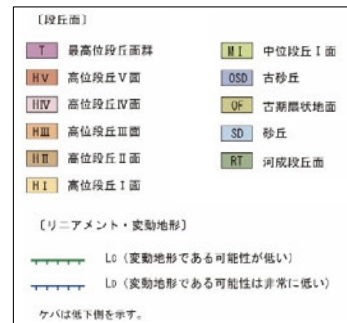 〔段丘面〕
T 最高位段丘面群
HⅤ 高位段丘Ⅴ面
HⅣ 高位段丘Ⅳ面
HⅢ 高位段丘Ⅲ面
HⅡ 高位段丘Ⅱ面
HⅠ 高位段丘Ⅰ面
MⅠ 中位段丘Ⅰ面
OSD 古砂丘
OF 古期扇状地面
SD 砂丘
RT 河成段丘面
〔リニアメント・変動地形〕
LC (変動地形である可能性が低い)
LD (変動地形である可能性は非常に低い)
ケバは低下側を示す。